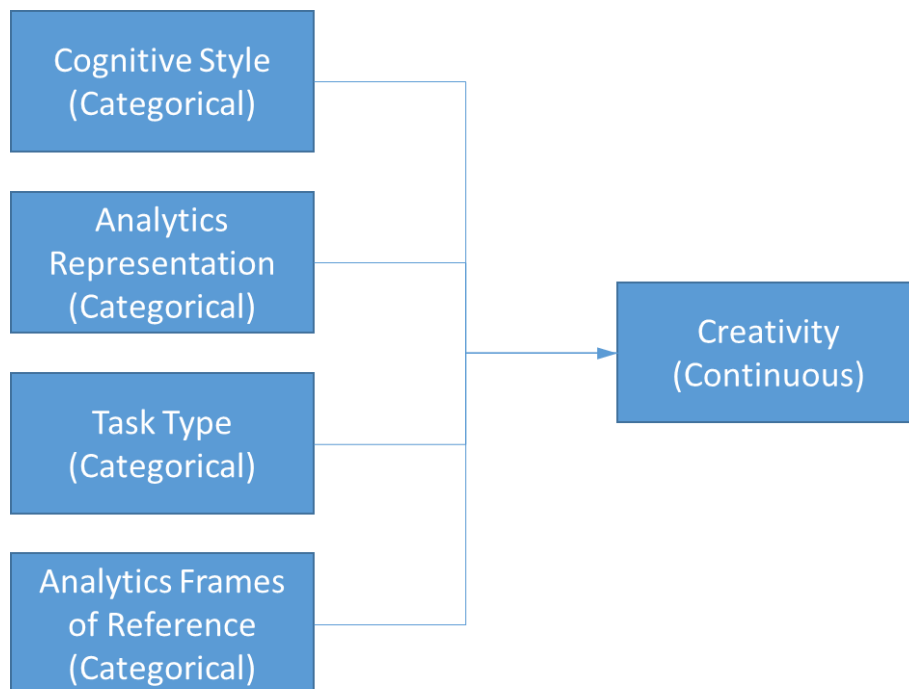 Cognitive Style
(Categorical)
Analytics
Representation
(Categorical)
Task Type
(Categorical)
Analytics Frames
of Reference
(Categorical)
Creativity
(Continuous)